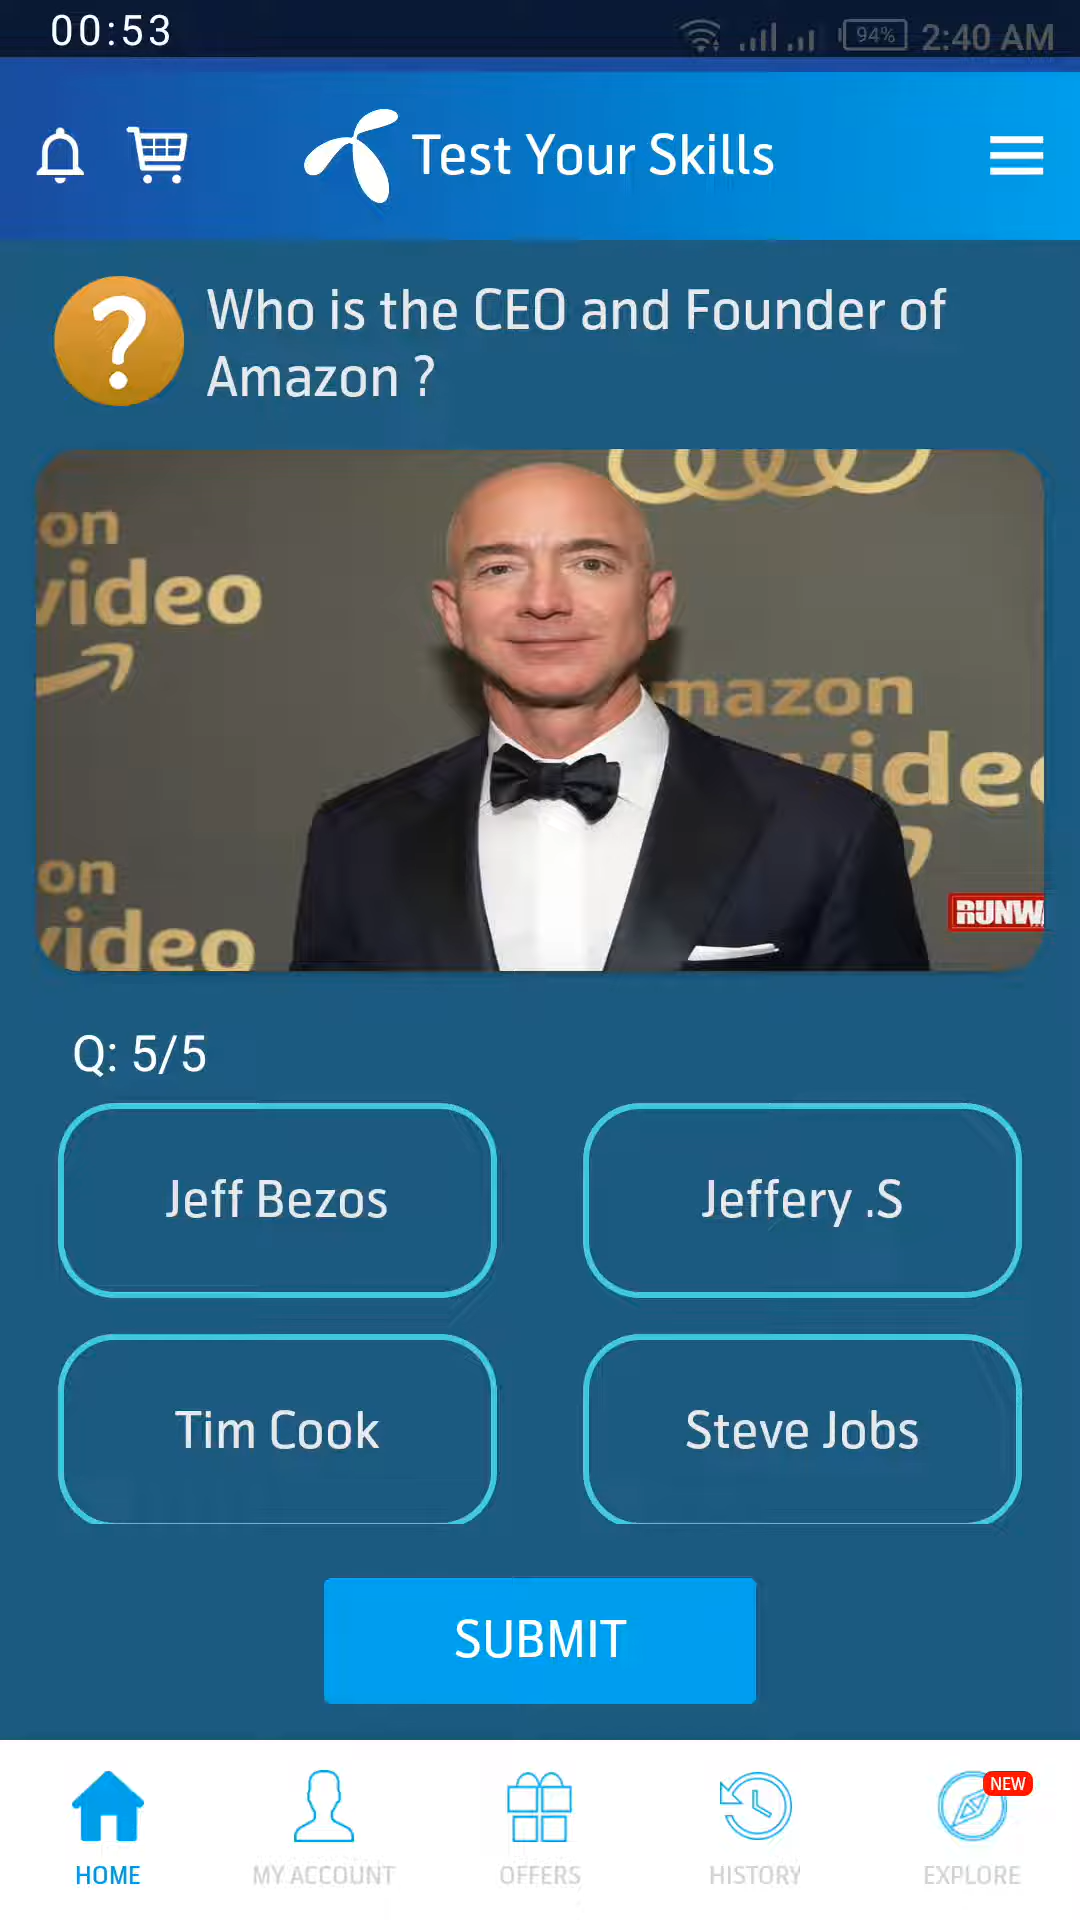 00:53
94%
2:40 AM
Test Your Skills
?
Who is the CEO and Founder of
Amazon ?
on
video
mazon
video
on
video
RUNW
Q: 5/5
Jeff Bezos
Jeffery .S
Tim Cook
Steve Jobs
SUBMIT
NEW
HOME
MY ACCOUNT
OFFERS
HISTORY
EXPLORE